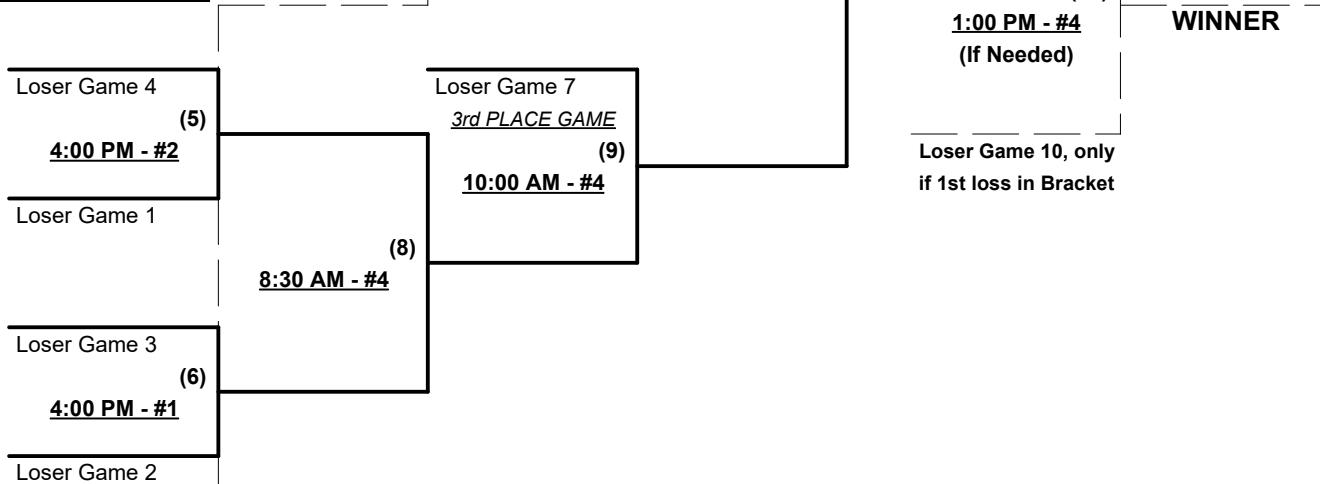 1:00 PM - #4
WINNER
(If Needed)
Loser Game 4
Loser Game 7
(5)
3rd PLACE GAME
4:00 PM - #2
(9)
Loser Game 10, only
10:00 AM - #4
if 1st loss in Bracket
Loser Game 1
(8)
8:30 AM - #4
Loser Game 3
(6)
4:00 PM - #1
Loser Game 2